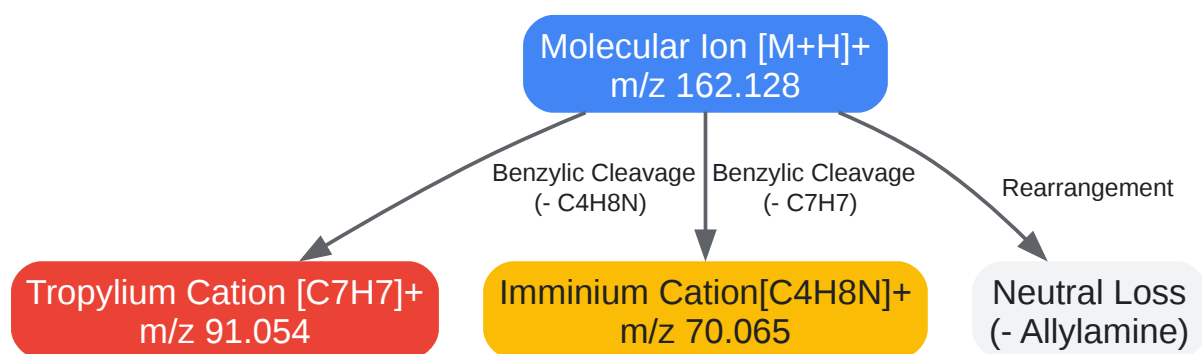 Molecular Ion [M+H]+
m/z 162.128
Benzylic Cleavage
(- C4H8N)
Benzylic Cleavage
(- C7H7)
Rearrangement
Tropylium Cation [C7H7]+
m/z 91.054
Imminium Cation[C4H8N]+
m/z 70.065
Neutral Loss
(- Allylamine)